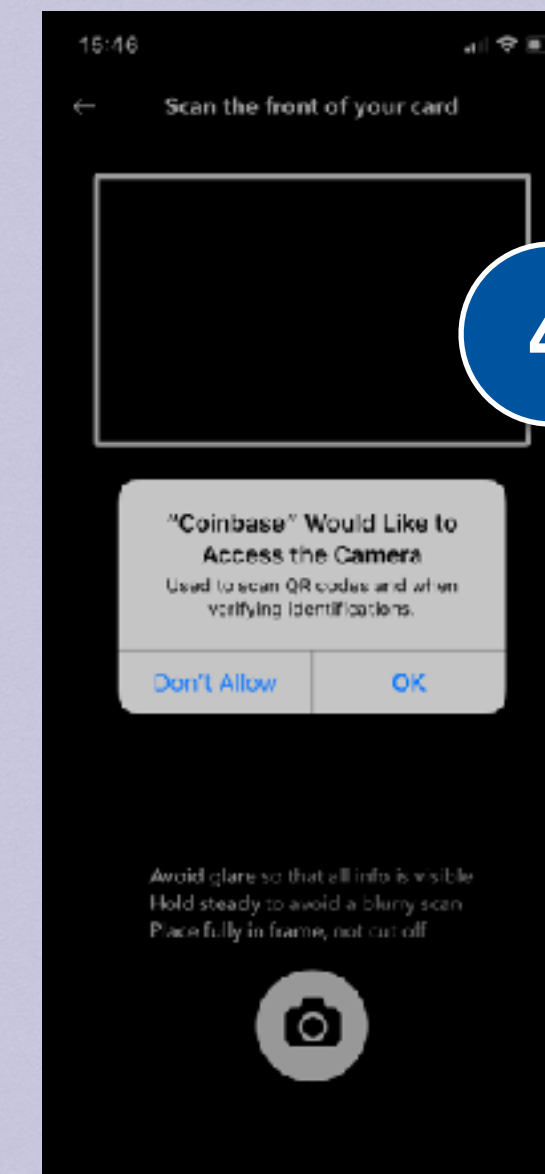 15:46
← Scan the front of your card
4
"Coinbase" Would Like to
Access the Camera
Used to scan QR codes and when
verifying identifications.
Don't Allow OK
Avoid glare so that all info is visible
Hold steady to avoid a blurry scan
Place fully in frame, not cut off